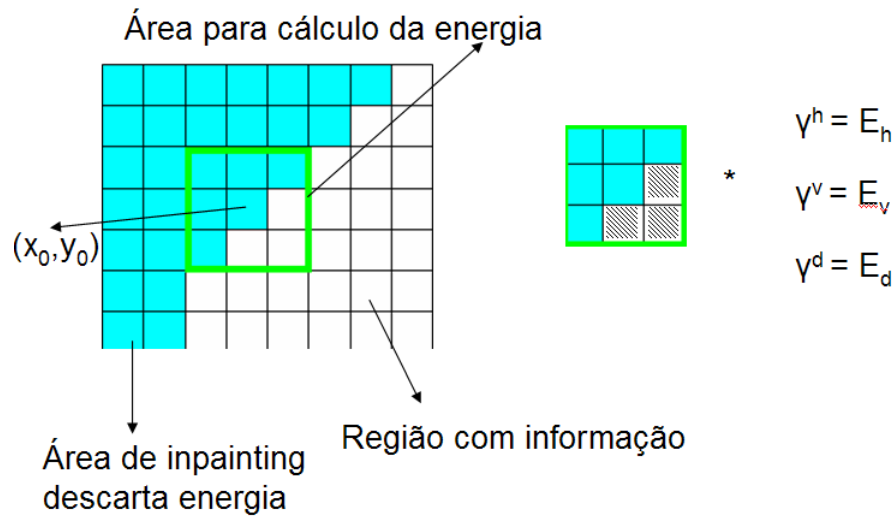 Área para cálculo da energia
γʰ = Eₕ
*
γᵛ = Eᵥ
(x₀,y₀)
γᵈ = E_d
Região com informação
Área de inpainting
descarta energia